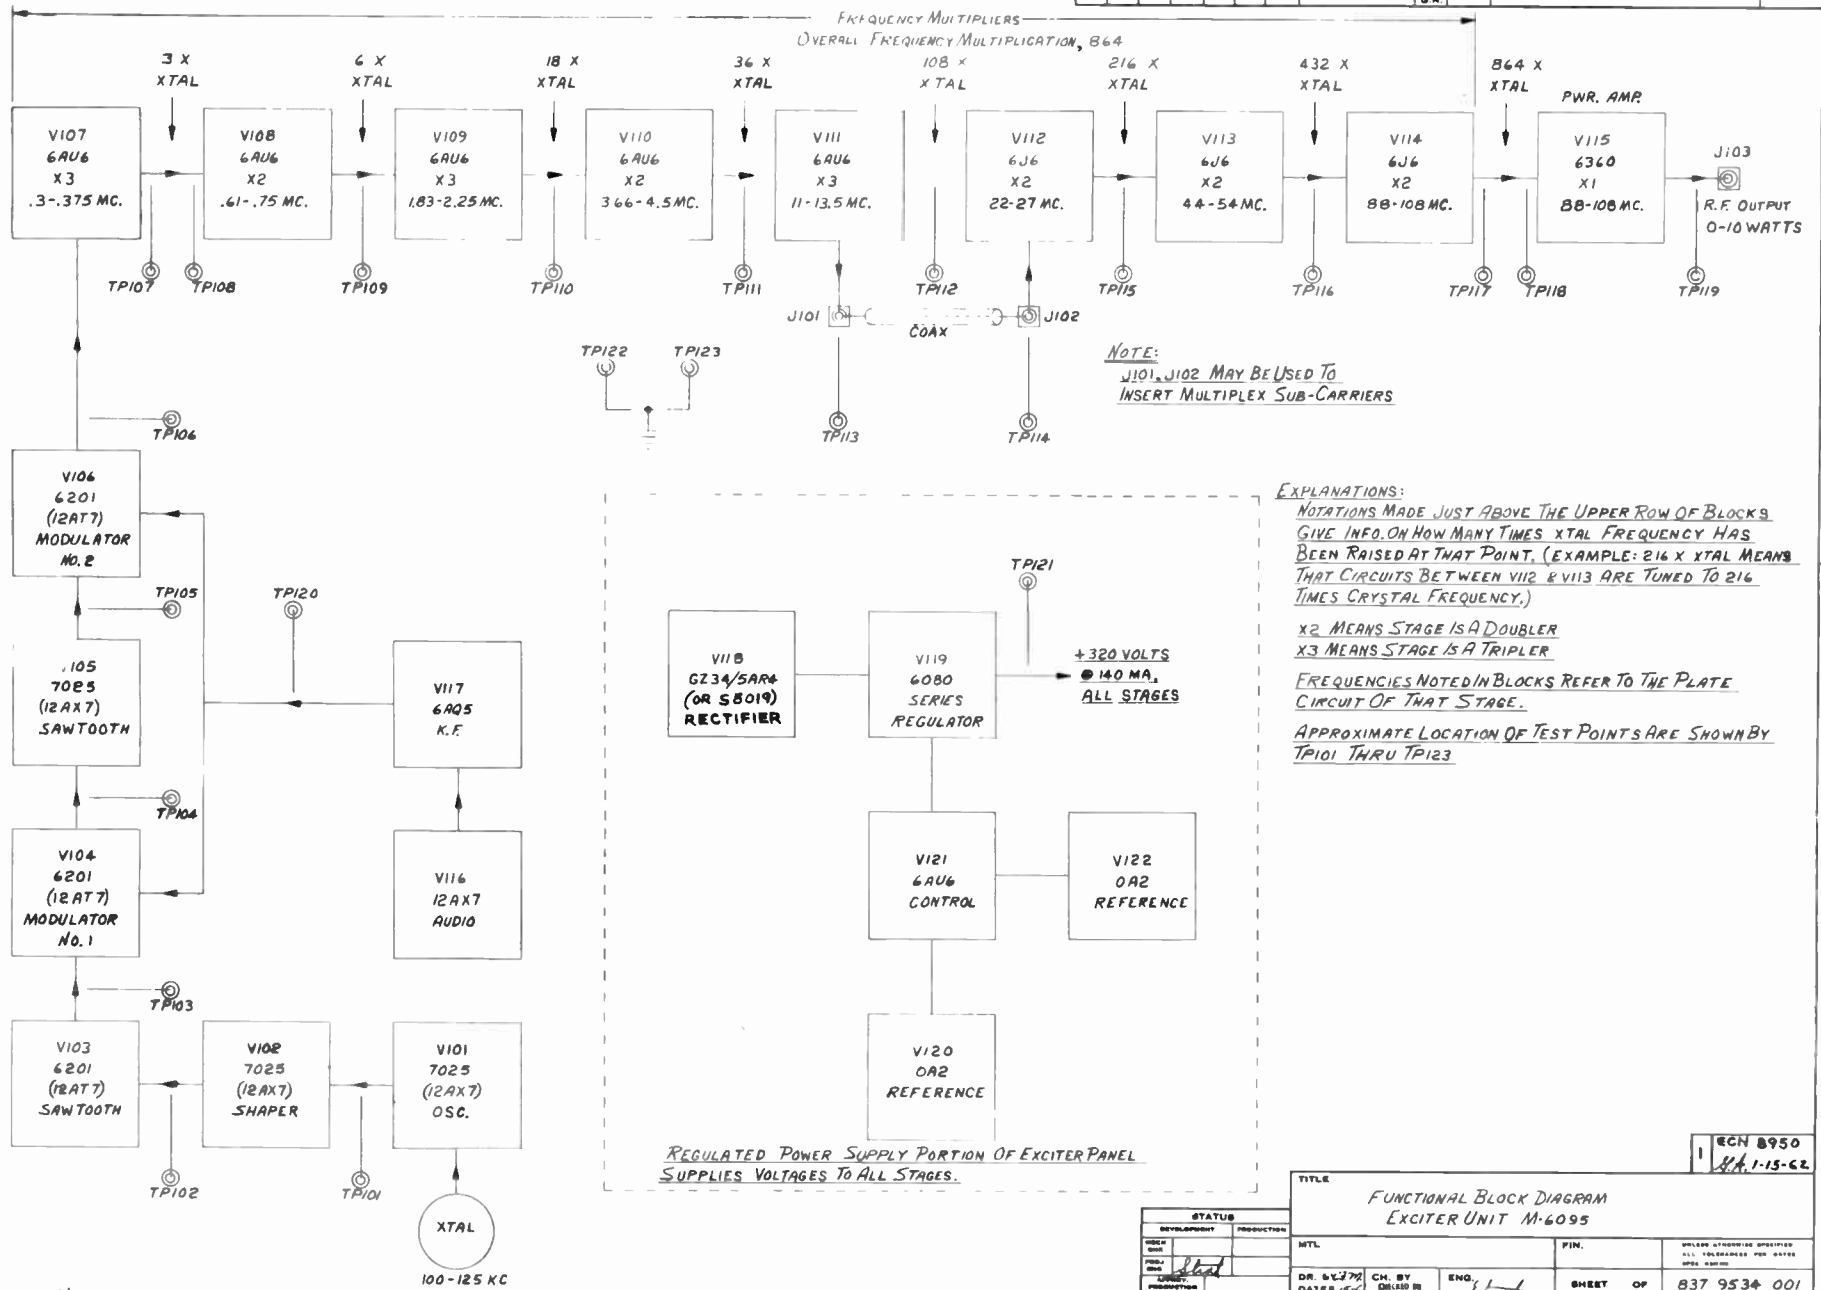 FREQUENCY MULTIPLIERS
OVERALL FREQUENCY MULTIPLICATION, 864
3 X
XTAL
6 X
XTAL
18 X
XTAL
36 X
XTAL
108 X
XTAL
216 X
XTAL
432 X
XTAL
864 X
XTAL
PWR. AMP.
V107
6AU6
X3
.3-.375 MC.
V108
6AU6
X2
.61-.75 MC.
V109
6AU6
X3
1.83-2.25 MC.
V110
6AU6
X2
3.66-4.5 MC.
V111
6AU6
X3
11-13.5 MC.
V112
6J6
X2
22-27 MC.
V113
6J6
X2
44-54 MC.
V114
6J6
X2
88-108 MC.
V115
6360
X1
88-108 MC.
J103
R.F. OUTPUT
0-10 WATTS
TP107
TP108
TP109
TP110
TP111
TP112
TP115
TP116
TP117
TP118
TP119
J101
COAX
J102
TP122
TP123
TP113
TP114
NOTE:
J101, J102 MAY BE USED TO
INSERT MULTIPLEX SUB-CARRIERS
TP106
V106
6201
(12AT7)
MODULATOR
NO. 2
TP105
TP120
.105
7025
(12AX7)
SAWTOOTH
V117
6AQ5
K.F.
TP104
V104
6201
(12AT7)
MODULATOR
NO. 1
V116
12AX7
AUDIO
TP103
V103
6201
(12AT7)
SAWTOOTH
V102
7025
(12AX7)
SHAPER
V101
7025
(12AX7)
OSC.
TP102
TP101
XTAL
100-125 KC
TP121
V118
GZ34/5AR4
(OR S8019)
RECTIFIER
V119
6080
SERIES
REGULATOR
+320 VOLTS
@ 140 MA.
ALL STAGES
V121
6AU6
CONTROL
V122
OA2
REFERENCE
V120
OA2
REFERENCE
REGULATED POWER SUPPLY PORTION OF EXCITER PANEL
SUPPLIES VOLTAGES TO ALL STAGES.
EXPLANATIONS:
NOTATIONS MADE JUST ABOVE THE UPPER ROW OF BLOCKS
GIVE INFO. ON HOW MANY TIMES XTAL FREQUENCY HAS
BEEN RAISED AT THAT POINT. (EXAMPLE: 216 X XTAL MEANS
THAT CIRCUITS BETWEEN V112 & V113 ARE TUNED TO 216
TIMES CRYSTAL FREQUENCY.)
X2 MEANS STAGE IS A DOUBLER
X3 MEANS STAGE IS A TRIPLER
FREQUENCIES NOTED IN BLOCKS REFER TO THE PLATE
CIRCUIT OF THAT STAGE.
APPROXIMATE LOCATION OF TEST POINTS ARE SHOWN BY
TP101 THRU TP123
1 ECN 8950
1-15-62
TITLE
FUNCTIONAL BLOCK DIAGRAM
EXCITER UNIT M-6095
STATUS
DEVELOPMENT PRODUCTION
MTL.
FIN.
UNLESS OTHERWISE SPECIFIED
DR. BY
CH. BY
ENG.
SHEET OF
837 9534 001